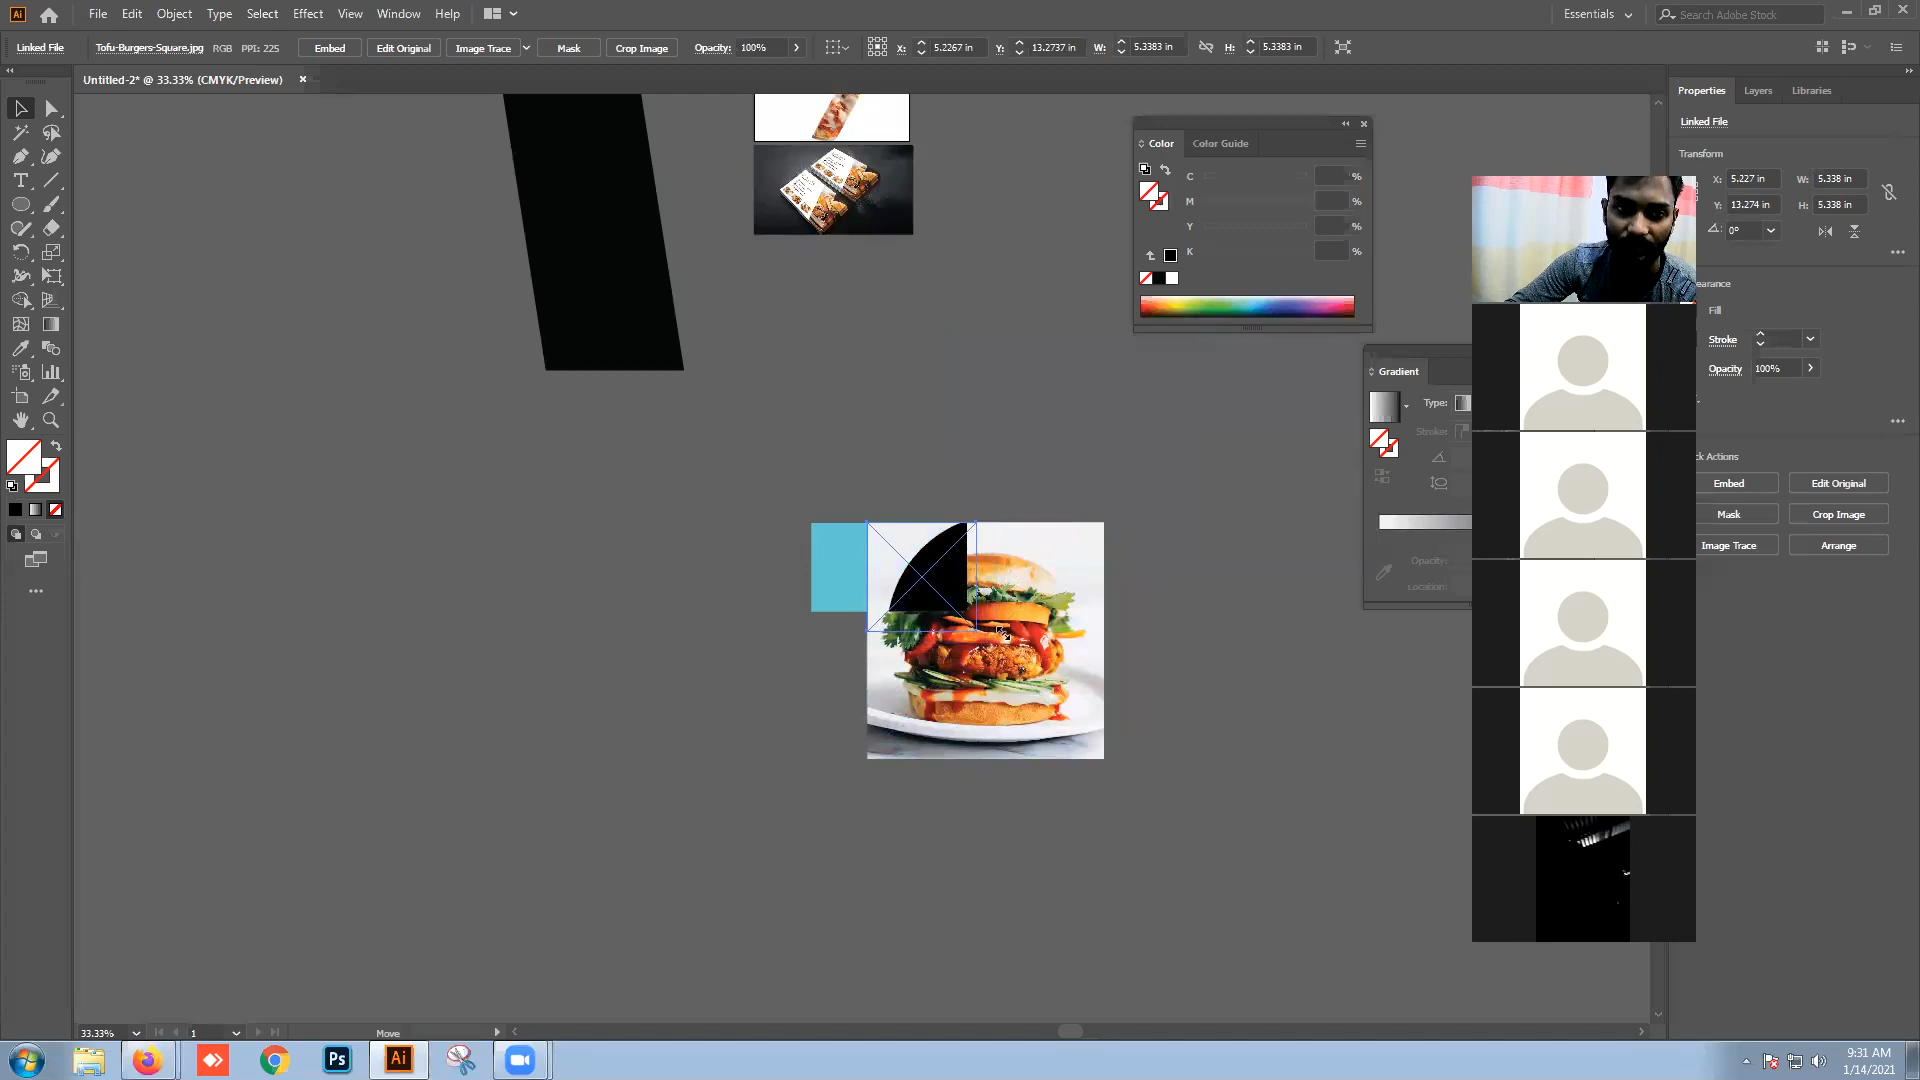 File Edit Object Type Select Effect View Window Help
Essentials
Search Adobe Stock
Linked File Tofu-Burgers-Square.jpg RGB PPI: 225 Embed Edit Original Image Trace Mask Crop Image Opacity: 100% X: 5.2267 in Y: 13.2737 in W: 5.3383 in H: 5.3383 in
Untitled-2* @ 33.33% (CMYK/Preview)
Color Color Guide
C %
M %
Y %
K %
Gradient
Type:
Stroke:
Opacity:
Location:
Properties Layers Libraries
Linked File
Transform
X: 5.227 in W: 5.338 in
Y: 13.274 in H: 5.338 in
0°
earance
Fill
Stroke
Opacity 100%
ck Actions
Embed Edit Original
Mask Crop Image
Image Trace Arrange
33.33% 1 Move
Ps Ai
9:31 AM
1/14/2021